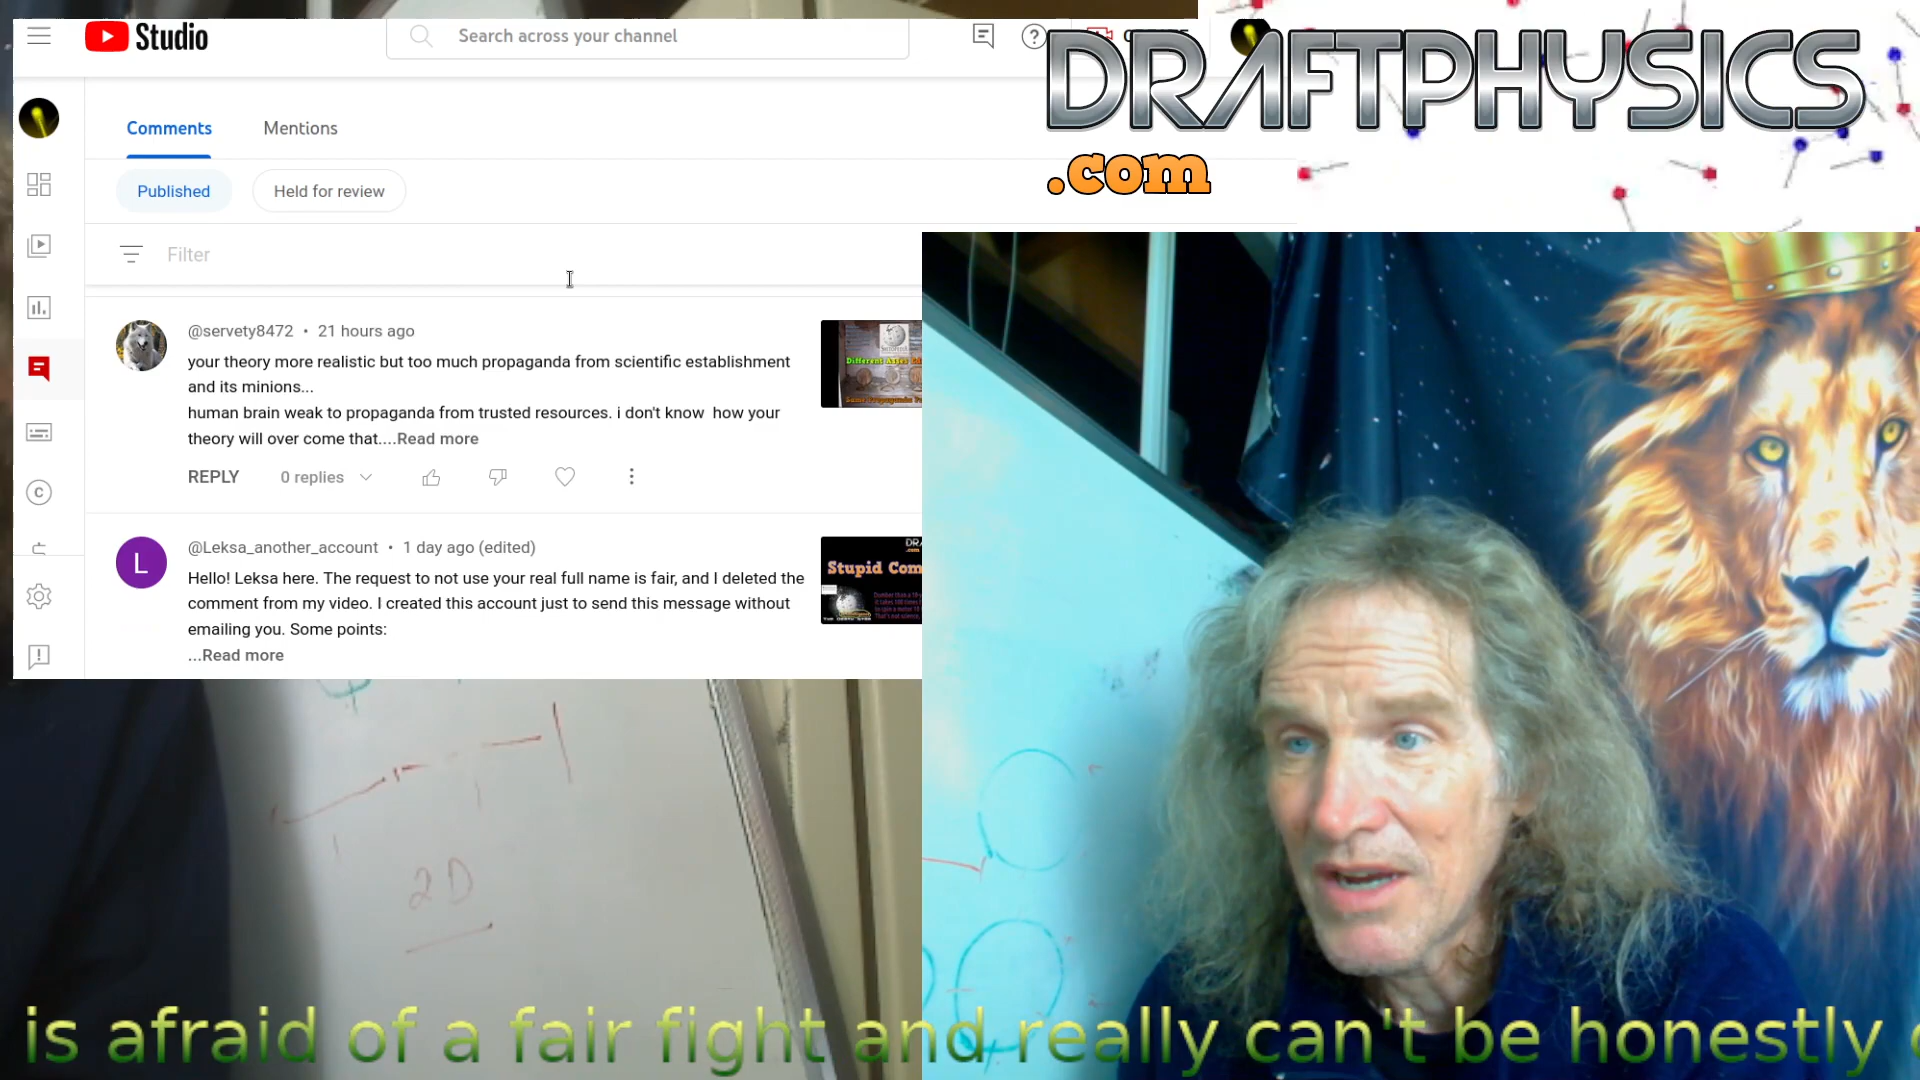 Studio
Search across your channel
DRAFTPHYSICS
.com
Comments
Mentions
Published
Held for review
Filter
@servety8472 • 21 hours ago
your theory more realistic but too much propaganda from scientific establishment
and its minions...
human brain weak to propaganda from trusted resources. i don't know  how your
theory will over come that....Read more
REPLY
0 replies
@Leksa_another_account • 1 day ago (edited)
Stupid Com
Hello! Leksa here. The request to not use your real full name is fair, and I deleted the
comment from my video. I created this account just to send this message without
emailing you. Some points:
...Read more
2D
is afraid of a fair fight and really can't be honestly